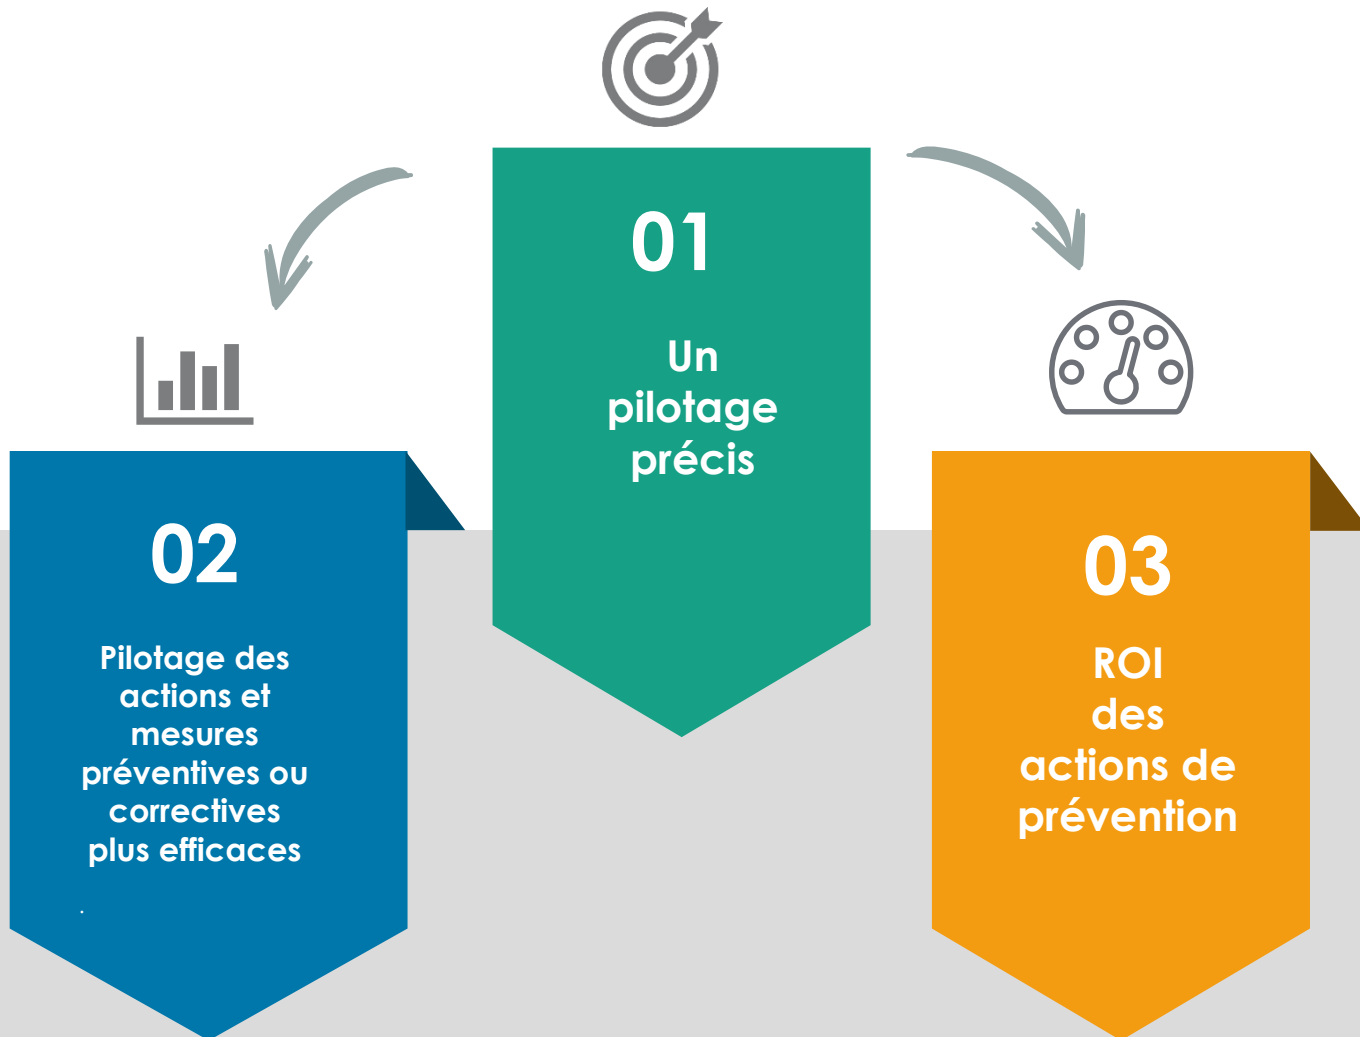 01
Un
pilotage
précis
02
Pilotage des
actions et
mesures
préventives ou
correctives
plus efficaces
.
03
ROI
des
actions de
prévention